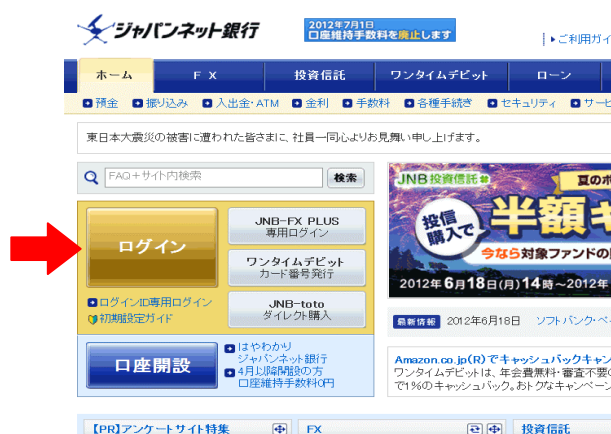 ジャパンネット銀行
2012年7月1日
口座維持手数料を廃止します
ご利用ガイ
ホーム
FX
投資信託
ワンタイムデビット
ローン
預金
振り込み
入出金・ATM
金利
手数料
各種手続き
セキュリティ
サービ
東日本大震災の被害に遭われた皆さまに、社員一同心よりお見舞い申し上げます。
FAQ+サイト内検索
検索
ログイン
ログインID専用ログイン
初期設定ガイド
JNB-FX PLUS
専用ログイン
ワンタイムデビット
カード番号発行
JNB-toto
ダイレクト購入
口座開設
はやわかり
ジャパンネット銀行
4月以降開設の方
口座維持手数料0円
JNB投資信託
夏のボ
投信
購入で
半額キ
今なら対象ファンドの
2012年6月18日(月)14時～2012年
最新情報
2012年6月18日
ソフトバンク・ペ
Amazon.co.jp(R)でキャッシュバックキャン
ワンタイムデビットは、年会費無料・審査不要の
で1%のキャッシュバック。おトクなキャンペーン
【PR】アンケートサイト特集
FX
投資信託